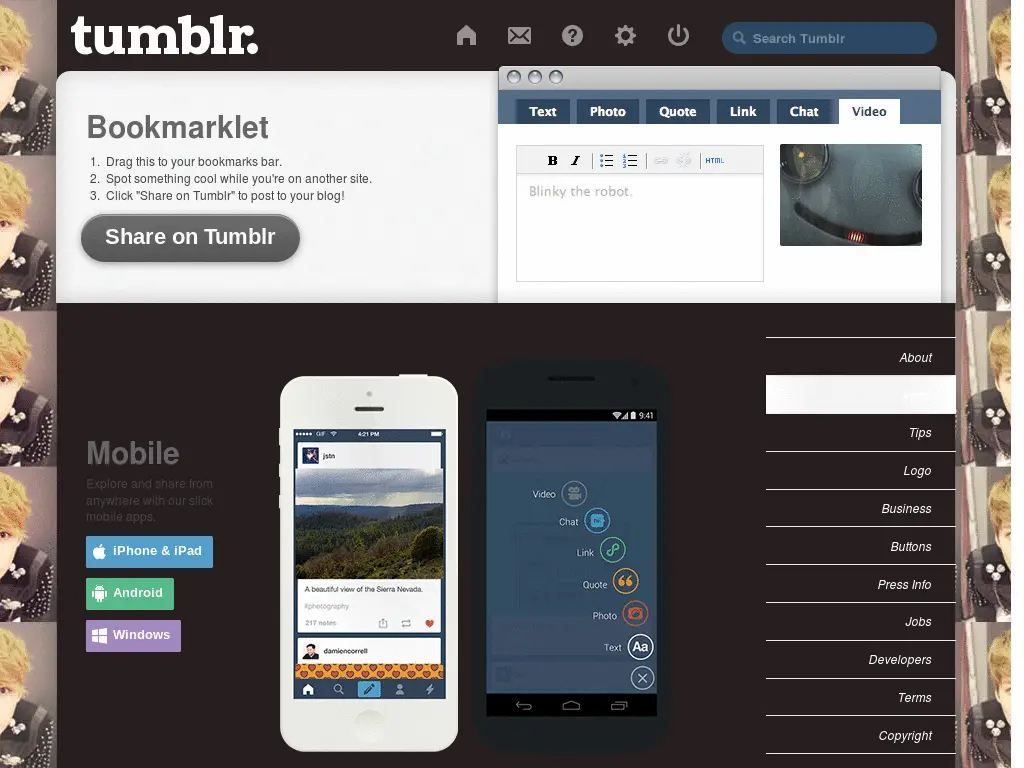 tumblr.
Search Tumblr
Bookmarklet
1. Drag this to your bookmarks bar.
2. Spot something cool while you're on another site.
3. Click "Share on Tumblr" to post to your blog!
Share on Tumblr
Text Photo Quote Link Chat Video
B I HTML
Blinky the robot.
About
Tips
Logo
Business
Buttons
Press Info
Jobs
Developers
Terms
Copyright
Mobile
Explore and share from
anywhere with our slick
mobile apps.
iPhone & iPad
Android
Windows
GIF 4:21 PM
jstn
A beautiful view of the Sierra Nevada.
#photography
217 notes
damiencorrell
9:41
Video
Chat
Link
Quote
Photo
Text Aa